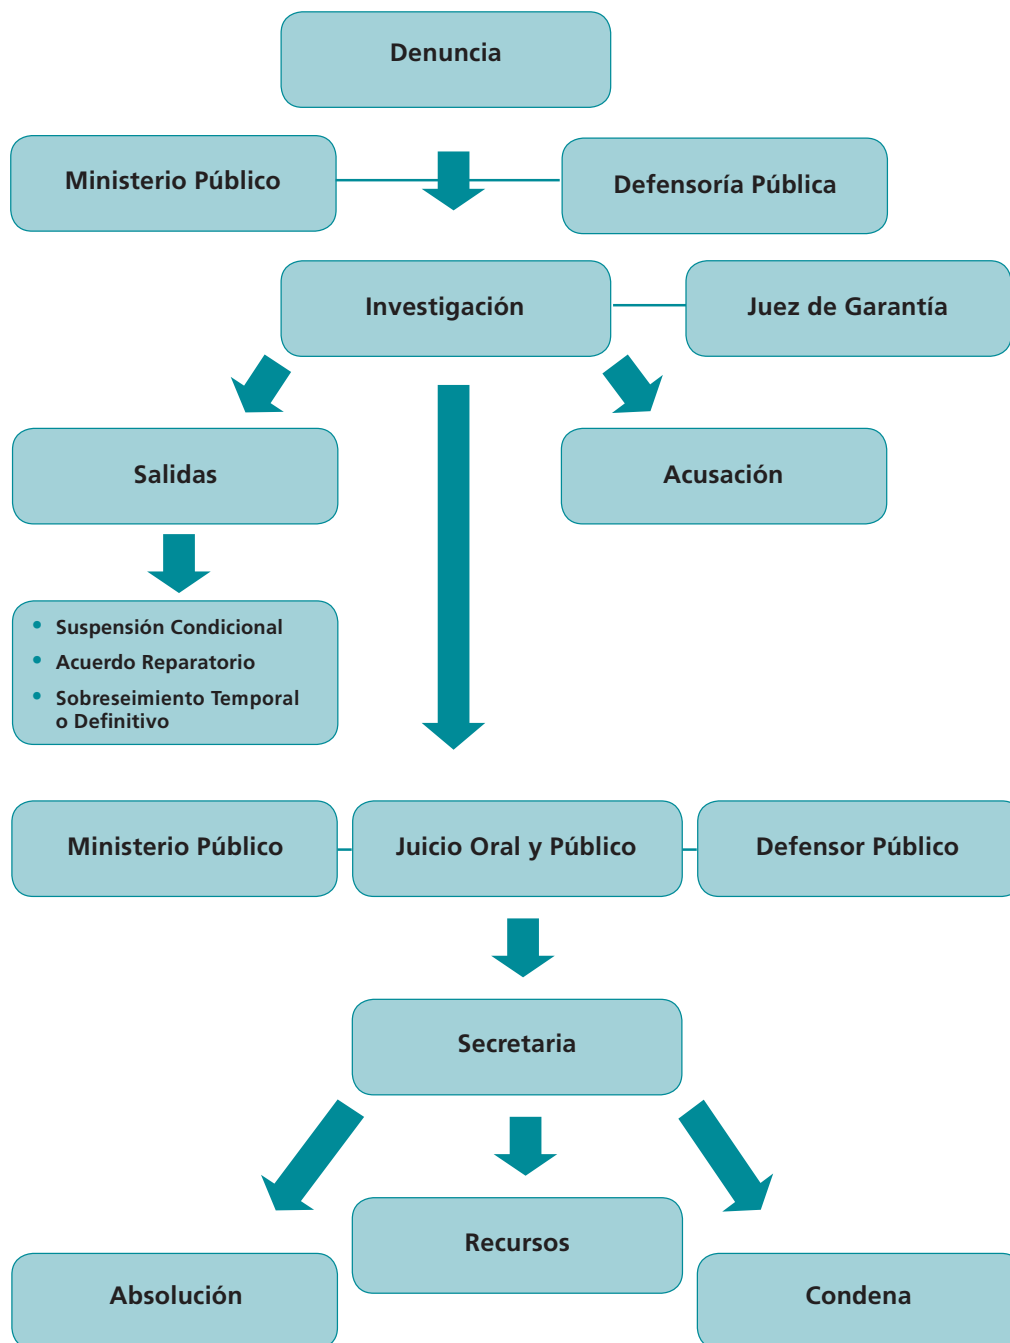 Denuncia
Ministerio Público
Defensoría Pública
Investigación
Juez de Garantía
Salidas
Acusación
• Suspensión Condicional
• Acuerdo Reparatorio
• Sobreseimiento Temporal
o Definitivo
Ministerio Público
Juicio Oral y Público
Defensor Público
Secretaria
Recursos
Absolución
Condena